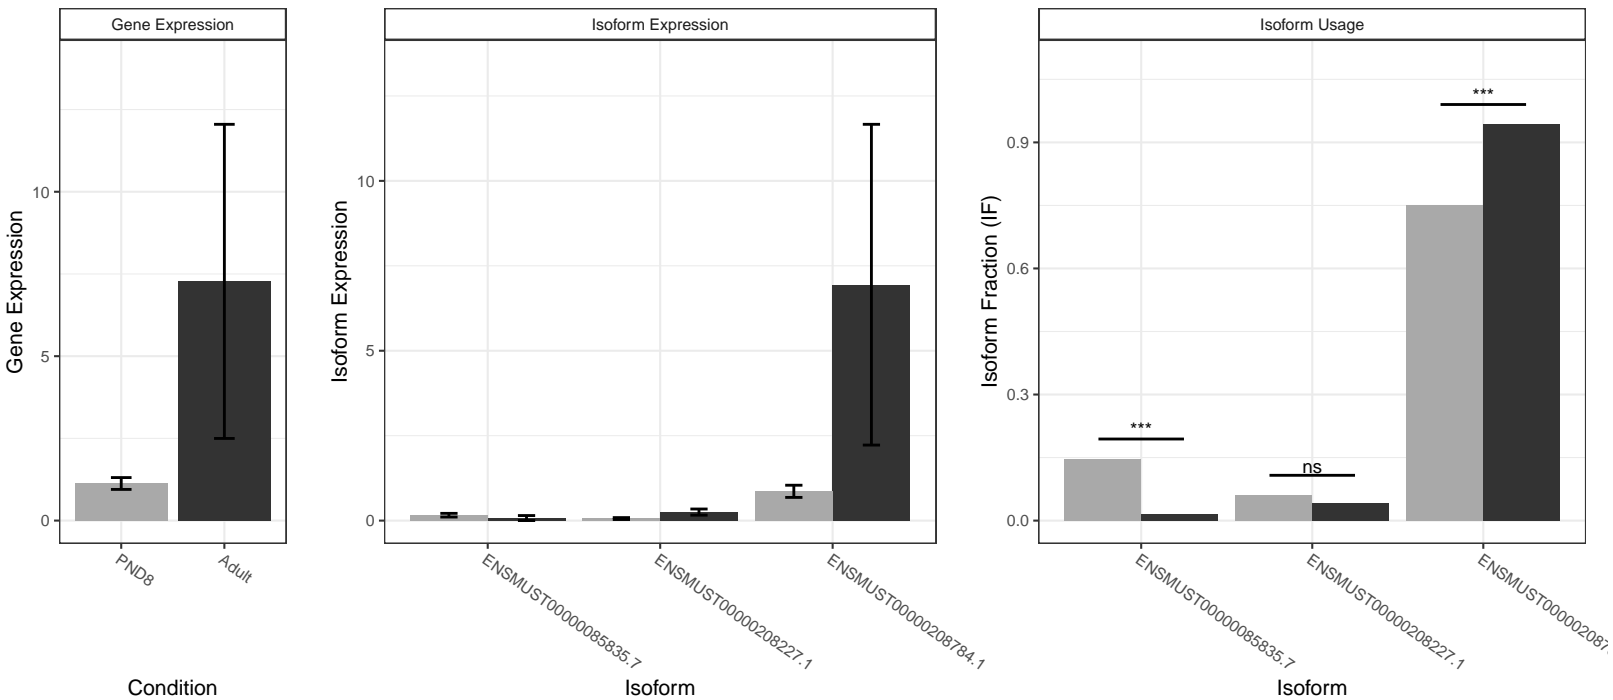 Gene Expression
Gene Expression
10
5
0
PND8
Adult
Condition
Isoform Expression
Isoform Expression
10
5
0
ENSMUST00000085835.7
ENSMUST00000208227.1
ENSMUST00000208784.1
Isoform
Isoform Usage
Isoform Fraction (IF)
0.9
0.6
0.3
0.0
***
ns
***
ENSMUST00000085835.7
ENSMUST00000208227.1
ENSMUST000002087
Isoform